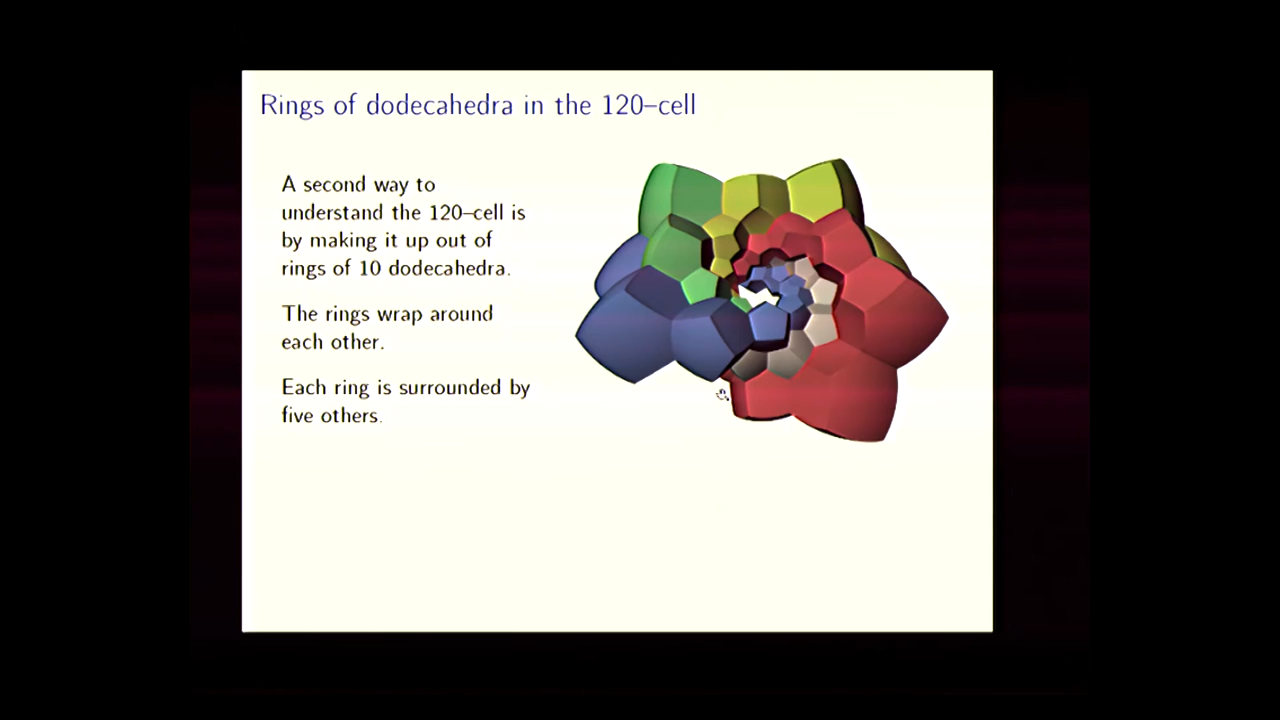 Rings of dodecahedra in the 120–cell
A second way to
understand the 120–cell is
by making it up out of
rings of 10 dodecahedra.
The rings wrap around
each other.
Each ring is surrounded by
five others.